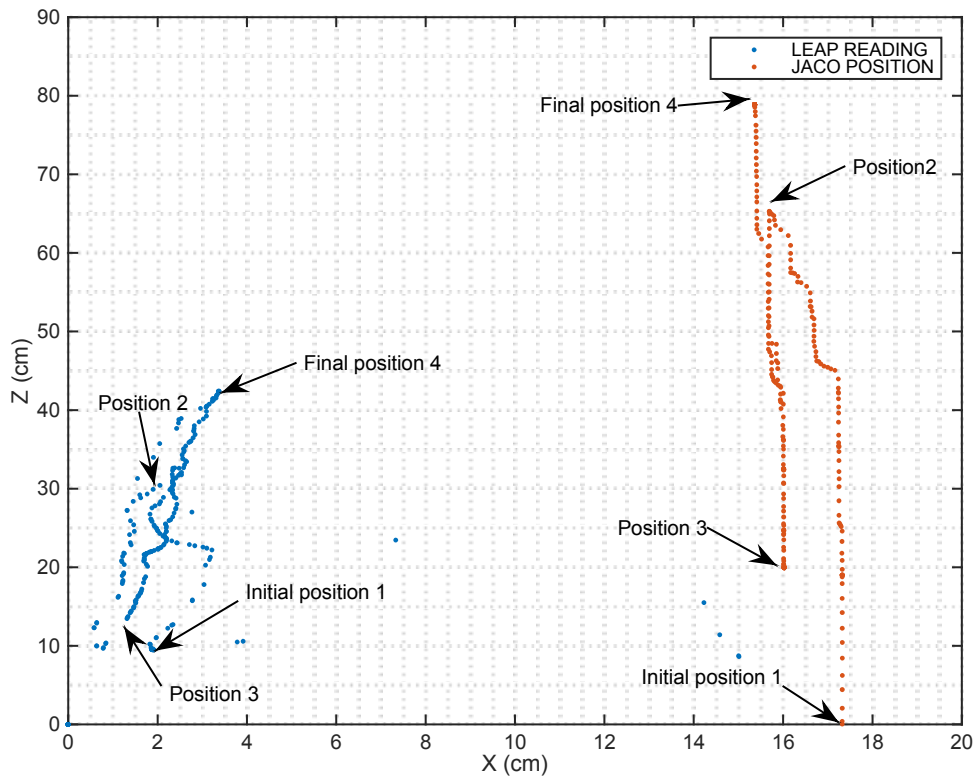 90
80
70
60
50
40
30
20
10
0
Z (cm)
LEAP READING
JACO POSITION
Final position 4
Position2
Final position 4
Position 2
Position 3
Initial position 1
Initial position 1
Position 3
0 2 4 6 8 10 12 14 16 18 20
X (cm)